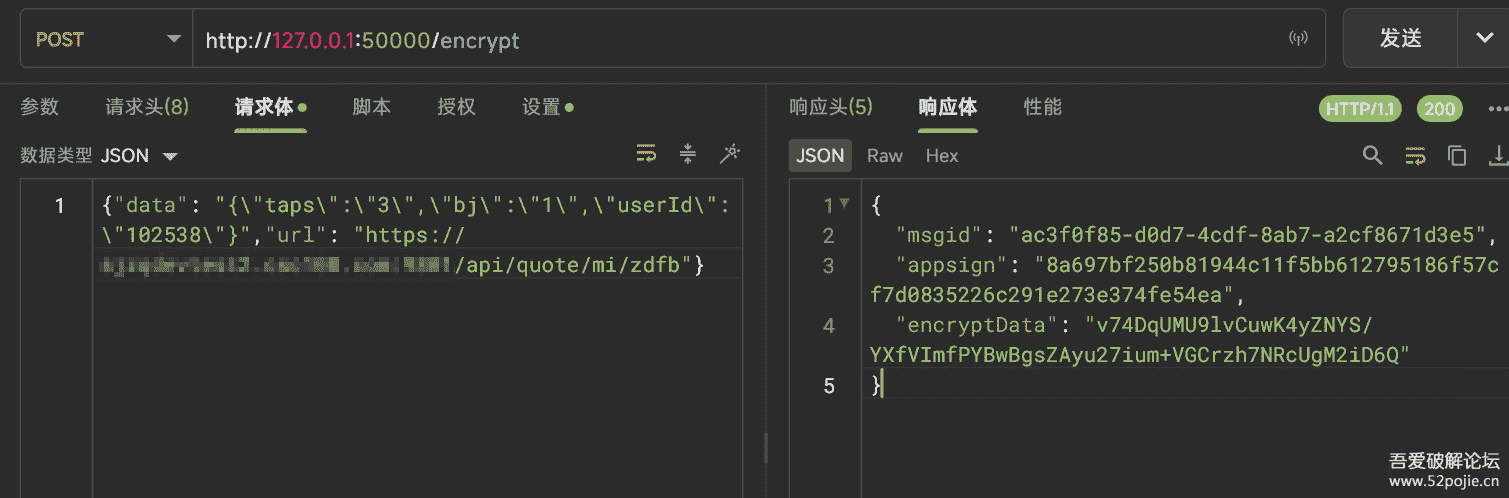 POST
http://127.0.0.1:50000/encrypt
发送
参数 请求头(8) 请求体 脚本 授权 设置
响应头(5) 响应体 性能 HTTP/1.1 200
数据类型 JSON
JSON Raw Hex
1 {"data": "{\"taps\":\"3\",\"bj\":\"1\",\"userId\":
\"102538\"}","url": "https://
/api/quote/mi/zdfb"}
1 {
2 "msgid": "ac3f0f85-d0d7-4cdf-8ab7-a2cf8671d3e5",
3 "appsign": "8a697bf250b81944c11f5bb612795186f57c
f7d0835226c291e273e374fe54ea",
4 "encryptData": "v74DqUMU9lvCuwK4yZNYS/
YXfVImfPYBwBgsZAyu27ium+VGCrzh7NRcUgM2iD6Q"
5 }
吾爱破解论坛
www.52pojie.cn